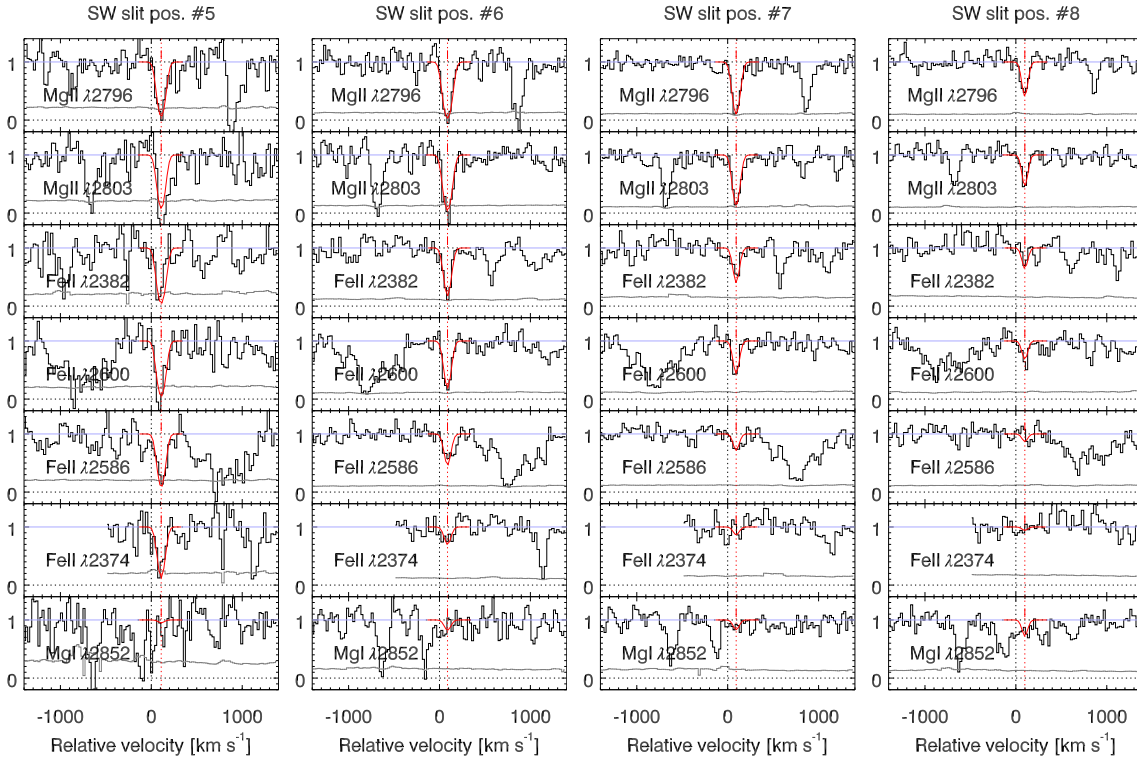 SW slit pos. #5 SW slit pos. #6 SW slit pos. #7 SW slit pos. #8
1 MgII λ2796 0 MgII λ2796 MgII λ2796 MgII λ2796
1 MgII λ2803 0 MgII λ2803 MgII λ2803 MgII λ2803
1 FeII λ2382 0 FeII λ2382 FeII λ2382 FeII λ2382
1 FeII λ2600 0 FeII λ2600 FeII λ2600 FeII λ2600
1 FeII λ2586 0 FeII λ2586 FeII λ2586 FeII λ2586
1 FeII λ2374 0 FeII λ2374 FeII λ2374 FeII λ2374
1 MgI λ2852 0 MgI λ2852 MgI λ2852 MgI λ2852
-1000 0 1000 -1000 0 1000 -1000 0 1000 -1000 0 1000
Relative velocity [km s⁻¹] Relative velocity [km s⁻¹] Relative velocity [km s⁻¹] Relative velocity [km s⁻¹]